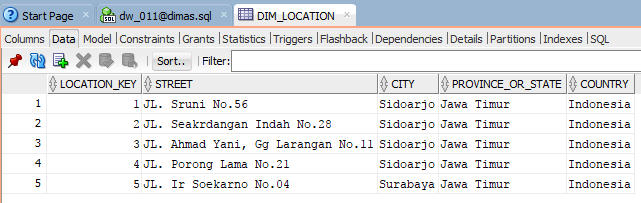 Start Page dw_011@dimas.sql DIM_LOCATION
Columns Data Model Constraints Grants Statistics Triggers Flashback Dependencies Details Partitions Indexes SQL
Sort.. Filter:
LOCATION_KEY STREET CITY PROVINCE_OR_STATE COUNTRY
1 1 JL. Sruni No.56 Sidoarjo Jawa Timur Indonesia
2 2 JL. Seakrdangan Indah No.28 Sidoarjo Jawa Timur Indonesia
3 3 JL. Ahmad Yani, Gg Larangan No.11 Sidoarjo Jawa Timur Indonesia
4 4 JL. Porong Lama No.21 Sidoarjo Jawa Timur Indonesia
5 5 JL. Ir Soekarno No.04 Surabaya Jawa Timur Indonesia